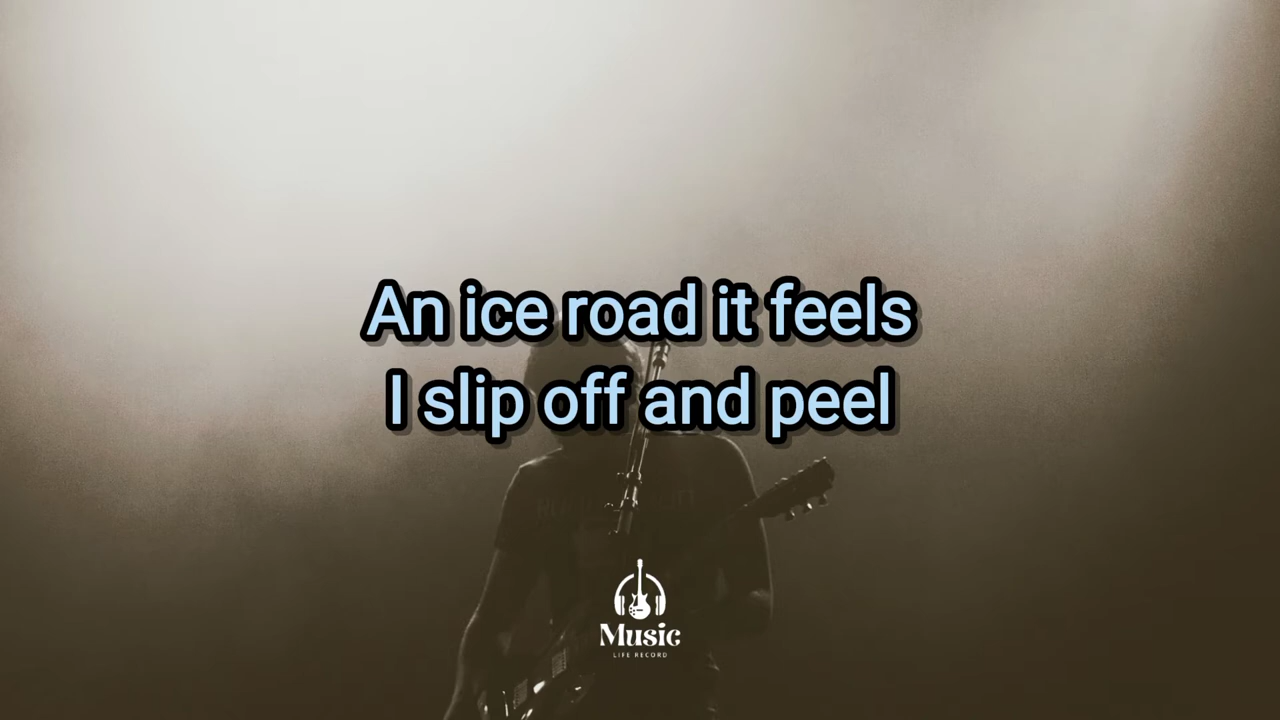 An ice road it feels
I slip off and peel
Music
LIFE RECORD